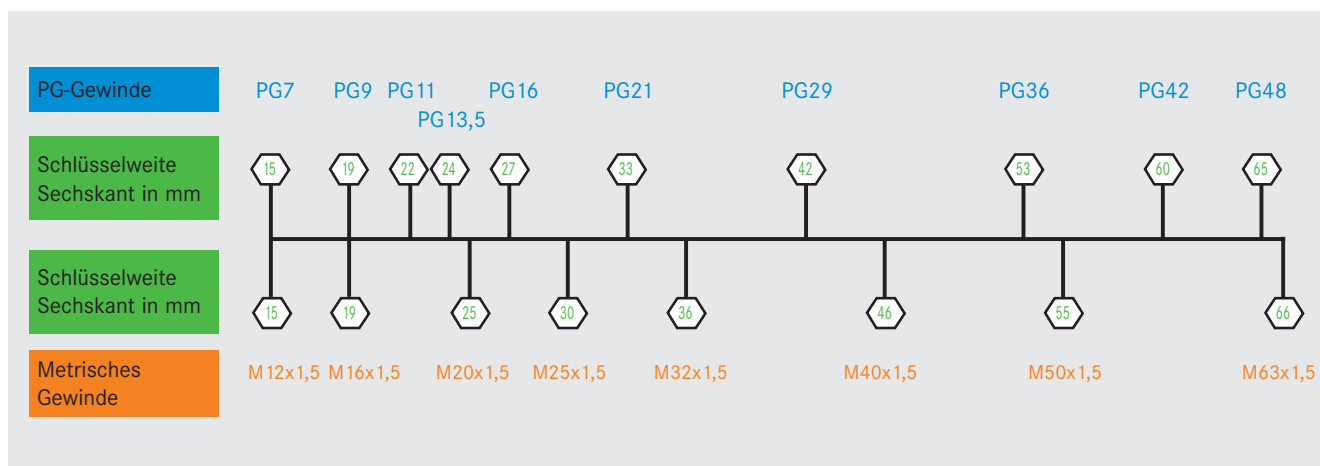 PG-Gewinde
PG7 PG9 PG11 PG16 PG21 PG29 PG36 PG42 PG48
PG13,5
Schlüsselweite
Sechskant in mm
15 19 22 24 27 33 42 53 60 65
Schlüsselweite
Sechskant in mm
15 19 25 30 36 46 55 66
Metrisches
Gewinde
M12x1,5 M16x1,5 M20x1,5 M25x1,5 M32x1,5 M40x1,5 M50x1,5 M63x1,5